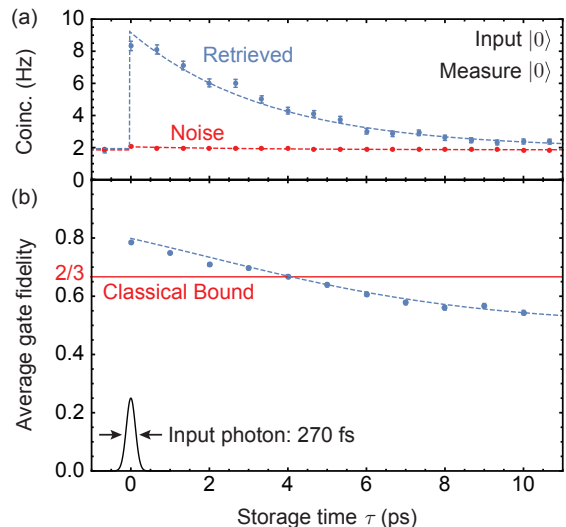 (a)
10
8
6
4
2
0
Coinc. (Hz)
Retrieved
Noise
Input |0⟩
Measure |0⟩
(b)
0.8
2/3
0.6
0.4
0.2
0.0
Average gate fidelity
Classical Bound
Input photon: 270 fs
0 2 4 6 8 10
Storage time τ (ps)